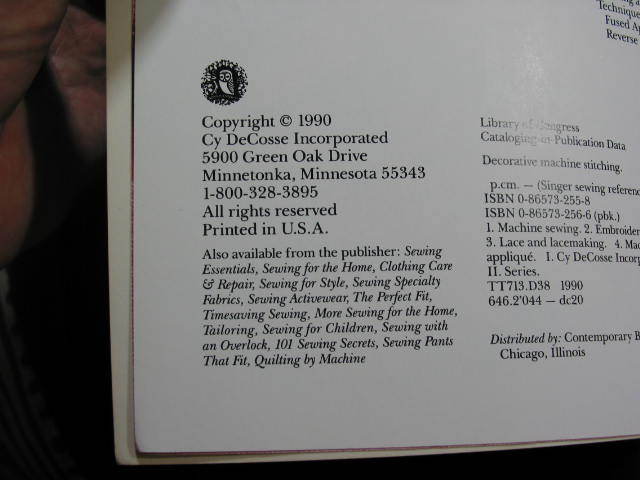 Technique
Fused Ap
Reverse
Copyright © 1990
Cy DeCosse Incorporated
5900 Green Oak Drive
Minnetonka, Minnesota 55343
1-800-328-3895
All rights reserved
Printed in U.S.A.
Also available from the publisher: Sewing
Essentials, Sewing for the Home, Clothing Care
& Repair, Sewing for Style, Sewing Specialty
Fabrics, Sewing Activewear, The Perfect Fit,
Timesaving Sewing, More Sewing for the Home,
Tailoring, Sewing for Children, Sewing with
an Overlock, 101 Sewing Secrets, Sewing Pants
That Fit, Quilting by Machine
Library of Congress
Cataloging-in-Publication Data
Decorative machine stitching.
p.cm. — (Singer sewing referenc
ISBN 0-86573-255-8
ISBN 0-86573-256-6 (pbk.)
1. Machine sewing. 2. Embroider
3. Lace and lacemaking. 4. Mac
appliqué. I. Cy DeCosse Incorp
II. Series.
TT713.D38 1990
646.2'044 — dc20
Distributed by: Contemporary B
Chicago, Illinois